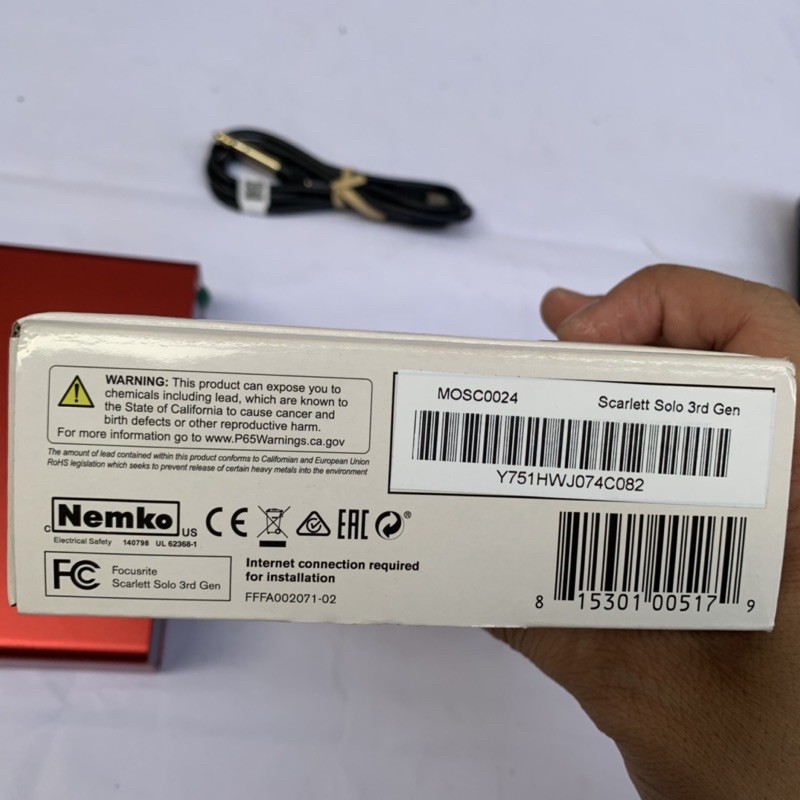 WARNING: This product can expose you to
chemicals including lead, which are known to
the State of California to cause cancer and
birth defects or other reproductive harm.
For more information go to www.P65Warnings.ca.gov
The amount of lead contained within this product conforms to Californian and European Union
RoHS legislation which seeks to prevent release of certain heavy metals into the environment
MOSC0024 Scarlett Solo 3rd Gen
Y751HWJ074C082
C Nemko US CE EAC ®
Electrical Safety 140798 UL 62368-1
FC Focusrite
Scarlett Solo 3rd Gen
Internet connection required
for installation
FFFA002071-02
8 15301 00517 9